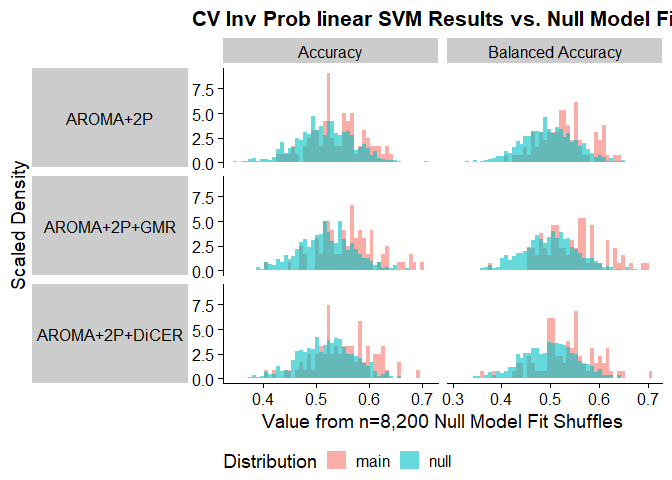 CV Inv Prob linear SVM Results vs. Null Model Fi
Accuracy
Balanced Accuracy
Scaled Density
AROMA+2P
7.5
5.0
2.5
0.0
AROMA+2P+GMR
7.5
5.0
2.5
0.0
AROMA+2P+DiCER
7.5
5.0
2.5
0.0
0.4 0.5 0.6 0.7
0.3 0.4 0.5 0.6 0.7
Value from n=8,200 Null Model Fit Shuffles
Distribution main null